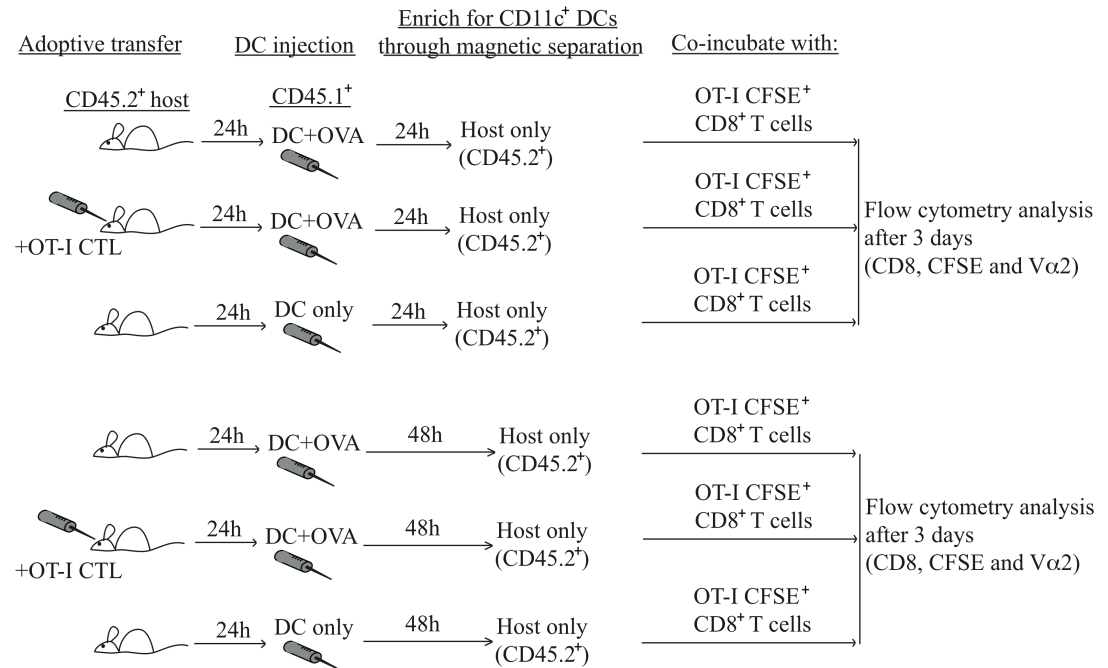 Adoptive transfer
DC injection
Enrich for CD11c⁺ DCs
through magnetic separation
Co-incubate with:
CD45.2⁺ host
CD45.1⁺
24h
DC+OVA
24h
Host only
(CD45.2⁺)
OT-I CFSE⁺
CD8⁺ T cells
+OT-I CTL
24h
DC+OVA
24h
Host only
(CD45.2⁺)
OT-I CFSE⁺
CD8⁺ T cells
24h
DC only
24h
Host only
(CD45.2⁺)
OT-I CFSE⁺
CD8⁺ T cells
Flow cytometry analysis
after 3 days
(CD8, CFSE and Vα2)
24h
DC+OVA
48h
Host only
(CD45.2⁺)
OT-I CFSE⁺
CD8⁺ T cells
+OT-I CTL
24h
DC+OVA
48h
Host only
(CD45.2⁺)
OT-I CFSE⁺
CD8⁺ T cells
24h
DC only
48h
Host only
(CD45.2⁺)
OT-I CFSE⁺
CD8⁺ T cells
Flow cytometry analysis
after 3 days
(CD8, CFSE and Vα2)